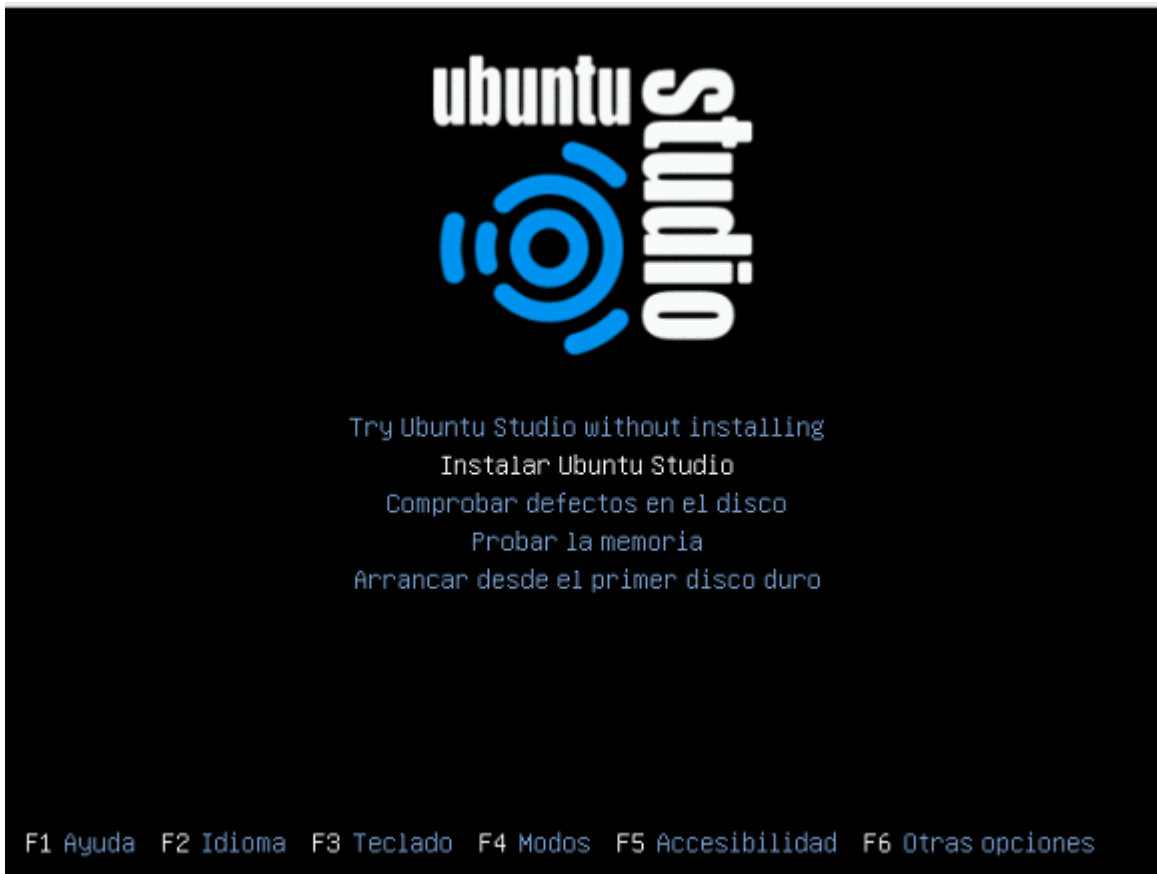 ubuntu
studio
Try Ubuntu Studio without installing
Instalar Ubuntu Studio
Comprobar defectos en el disco
Probar la memoria
Arrancar desde el primer disco duro
F1 Ayuda F2 Idioma F3 Teclado F4 Modos F5 Accesibilidad F6 Otras opciones